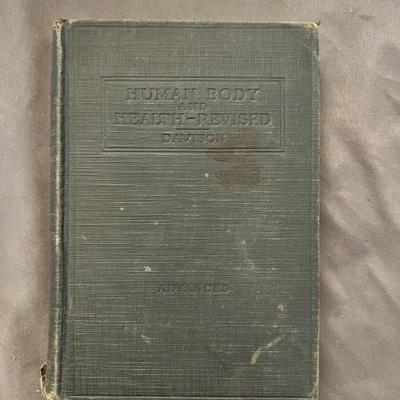 HUMAN BODY
AND
HEALTH-REVISED
DAVISON
ADVANCED